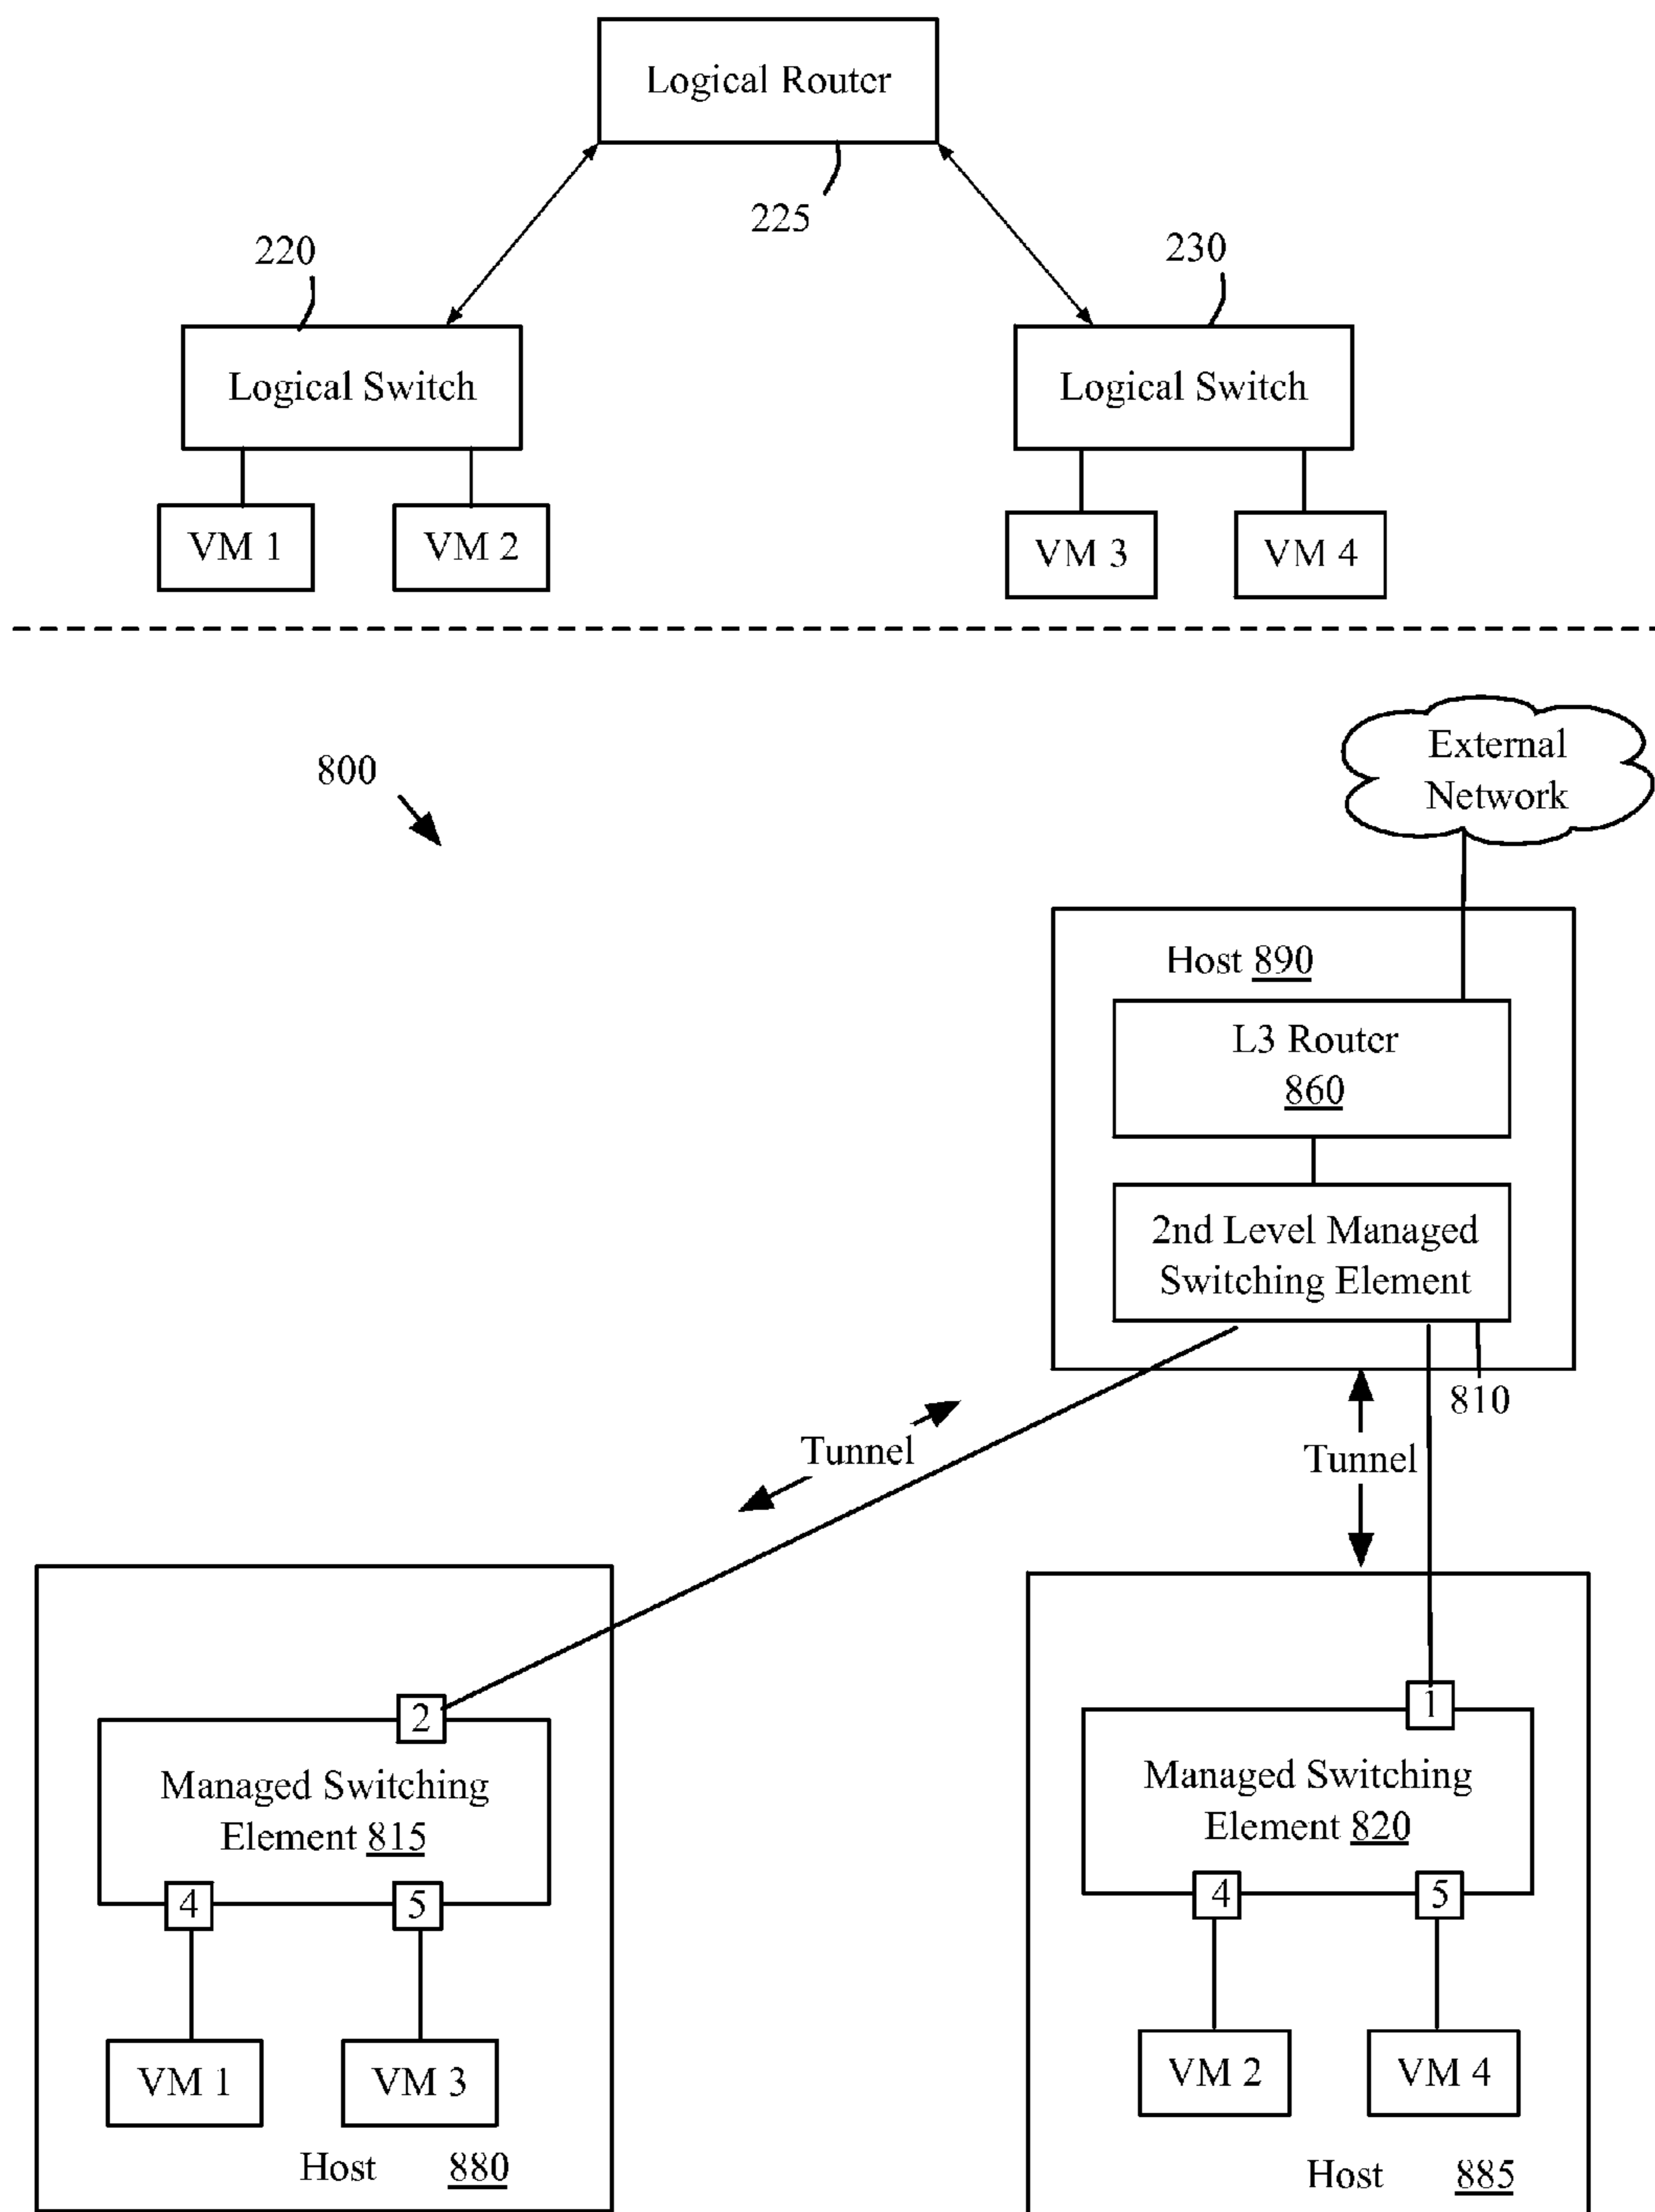 Logical Router
225
220
230
Logical Switch
Logical Switch
VM 1
VM 2
VM 3
VM 4
External
Network
800
Host 890
L3 Router
860
2nd Level Managed
Switching Element
810
Tunnel
Tunnel
2
1
Managed Switching
Element 815
Managed Switching
Element 820
4
5
4
5
VM 1
VM 3
VM 2
VM 4
Host 880
Host 885